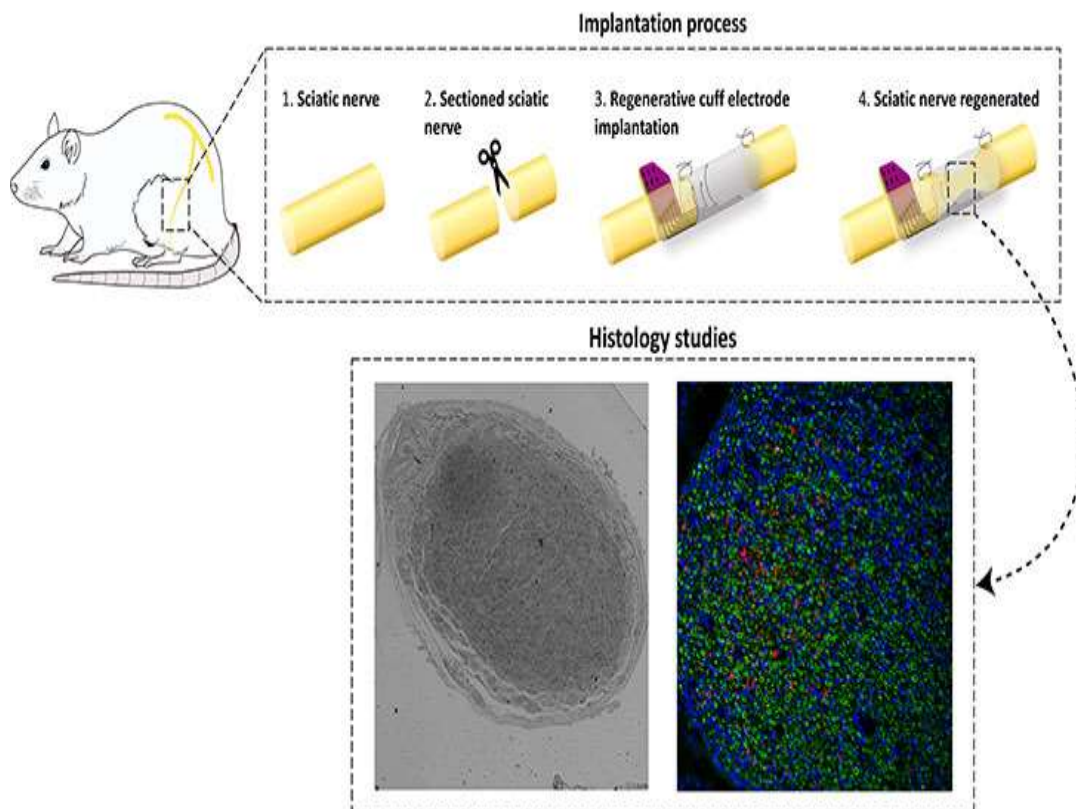 Implantation process
1. Sciatic nerve
2. Sectioned sciatic
nerve
3. Regenerative cuff electrode
implantation
4. Sciatic nerve regenerated
Histology studies